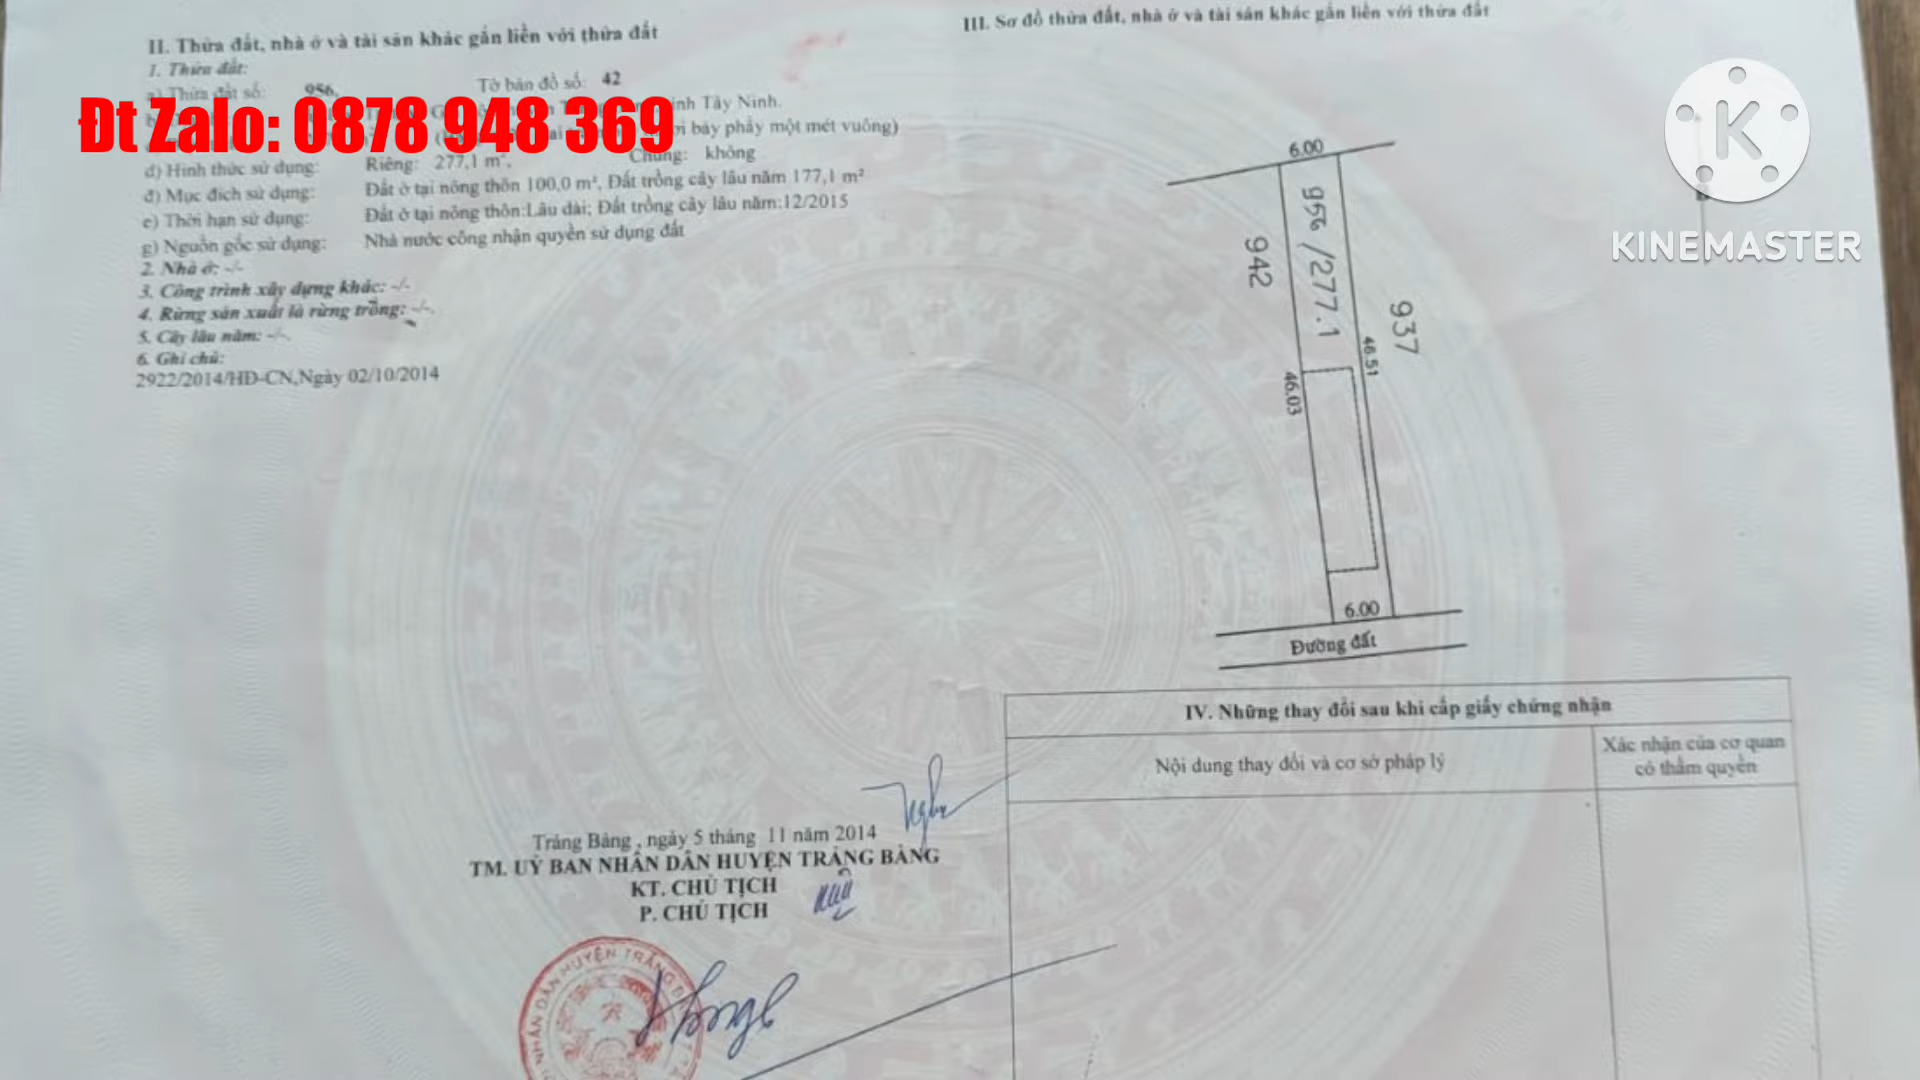 II. Thửa đất, nhà ở và tài sản khác gắn liền với thửa đất
1. Thửa đất:
a) Thửa đất số: 956, Tờ bản đồ số: 42
Tây Ninh.
Đt Zalo: 0878 948 369
bảy phẩy một mét vuông)
d) Hình thức sử dụng: Riêng: 277,1 m², Chung: không
đ) Mục đích sử dụng: Đất ở tại nông thôn 100,0 m², Đất trồng cây lâu năm 177,1 m²
e) Thời hạn sử dụng: Đất ở tại nông thôn:Lâu dài; Đất trồng cây lâu năm:12/2015
g) Nguồn gốc sử dụng: Nhà nước công nhận quyền sử dụng đất
2. Nhà ở: -/-
3. Công trình xây dựng khác: -/-
4. Rừng sản xuất là rừng trồng: -/-.
5. Cây lâu năm: -/-.
6. Ghi chú:
2922/2014/HĐ-CN,Ngày 02/10/2014
III. Sơ đồ thửa đất, nhà ở và tài sản khác gắn liền với thửa đất
6.00
956/277.1
942
937
46.51
46.03
6.00
Đường đất
K
KINEMASTER
IV. Những thay đổi sau khi cấp giấy chứng nhận
Nội dung thay đổi và cơ sở pháp lý
Xác nhận của cơ quan
có thẩm quyền
Trảng Bàng , ngày 5 tháng 11 năm 2014
TM. UỶ BAN NHÂN DÂN HUYỆN TRẢNG BÀNG
KT. CHỦ TỊCH
P. CHỦ TỊCH
NHÂN DÂN HUYỆN TRẢNG B